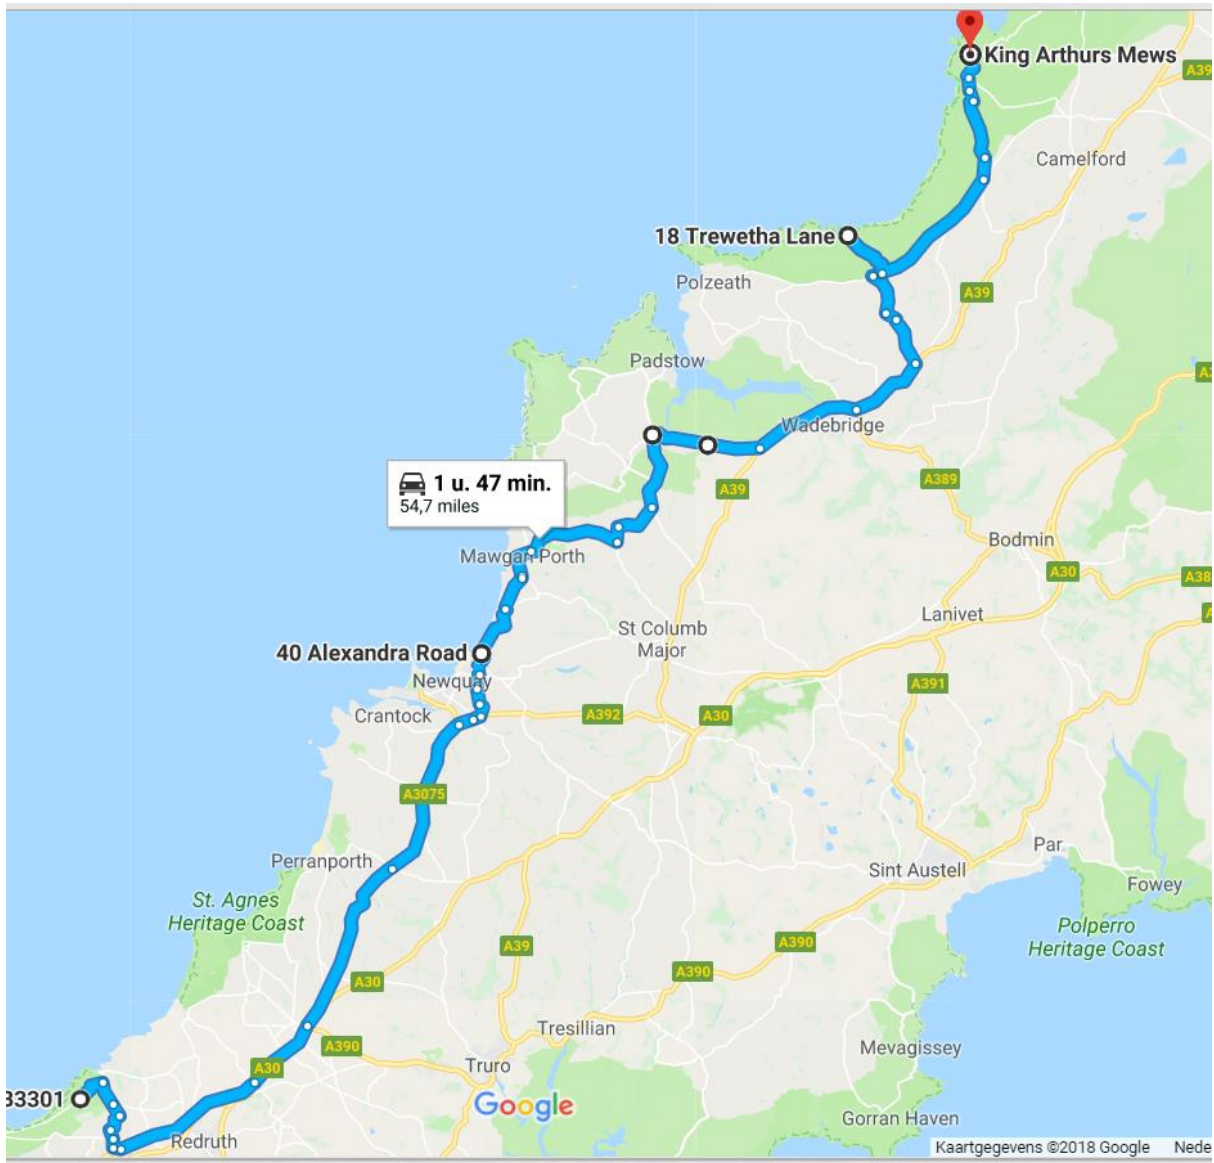 King Arthurs Mews
A39
Camelford
18 Trewetha Lane
Polzeath
A39
Padstow
Wadebridge
A39
A389
1 u. 47 min.
54,7 miles
Mawgan Porth
Bodmin
A30
A38
Lanivet
St Columb
Major
40 Alexandra Road
Newquay
A391
Crantock
A392
A30
A3075
Par
Perranporth
Sint Austell
Fowey
St. Agnes
Heritage Coast
Polperro
Heritage Coast
A39
A390
A390
A30
Tresillian
A390
Mevagissey
A30
Truro
33301
Google
Gorran Haven
Redruth
Kaartgegevens ©2018 Google
Nede